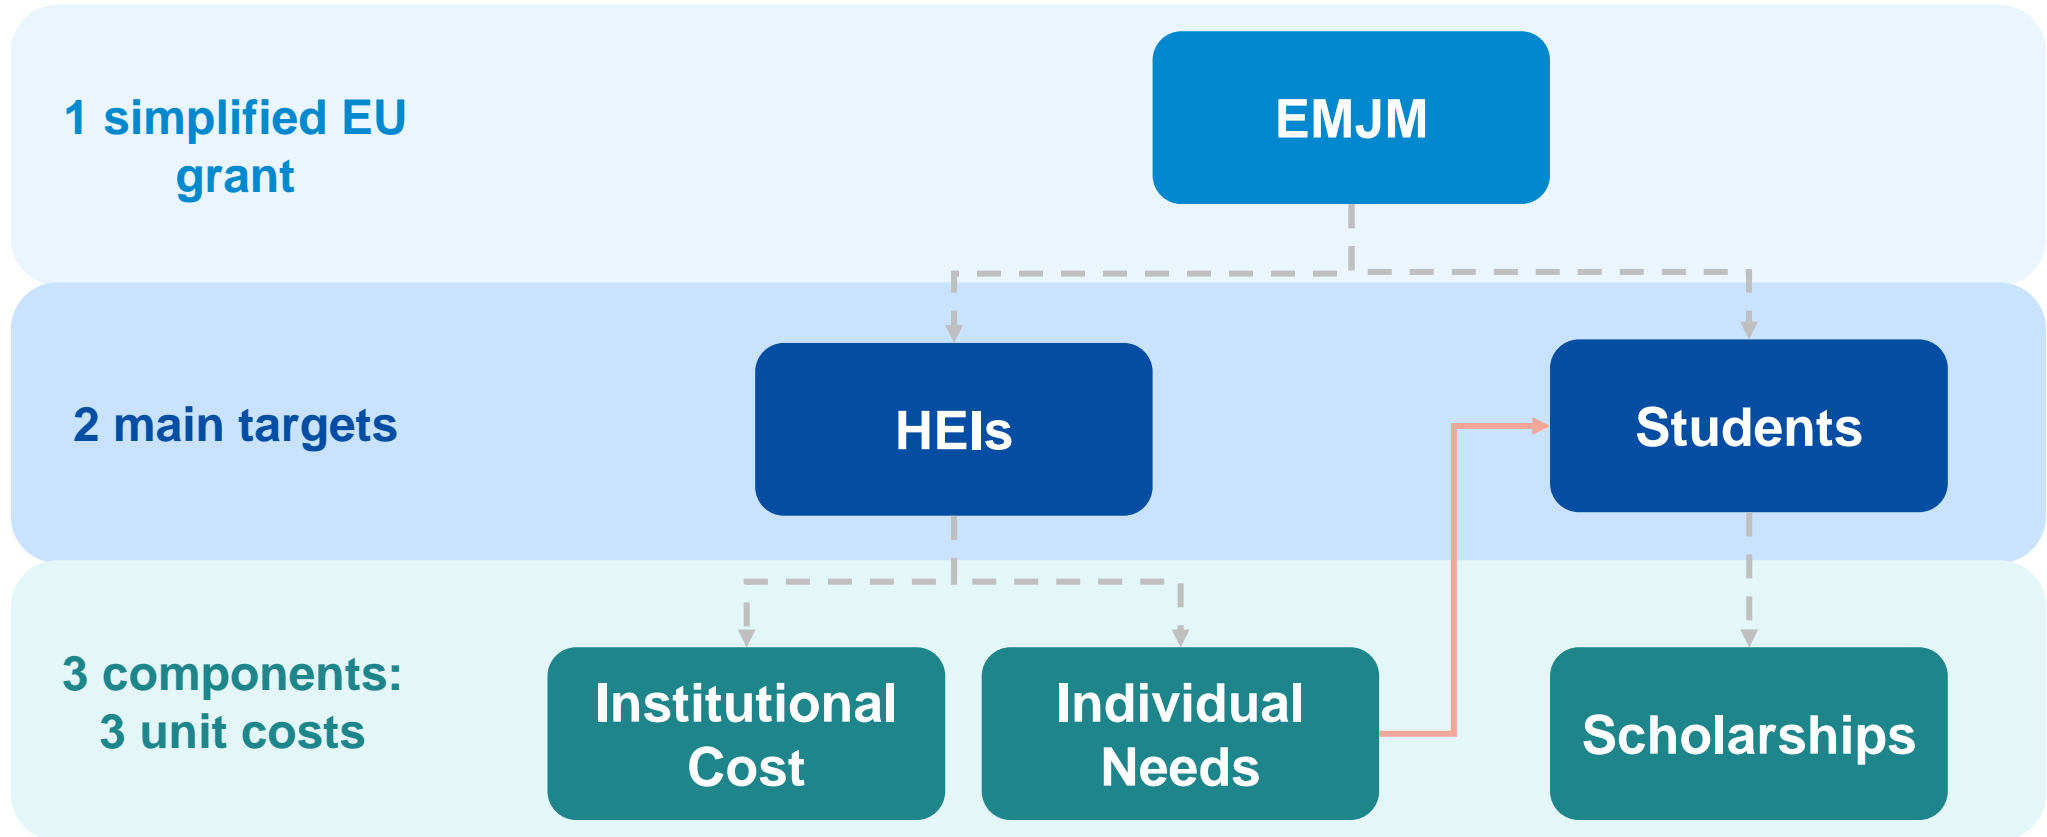 1 simplified EU
grant
EMJM
2 main targets
HEIs
Students
3 components:
3 unit costs
Institutional
Cost
Individual
Needs
Scholarships